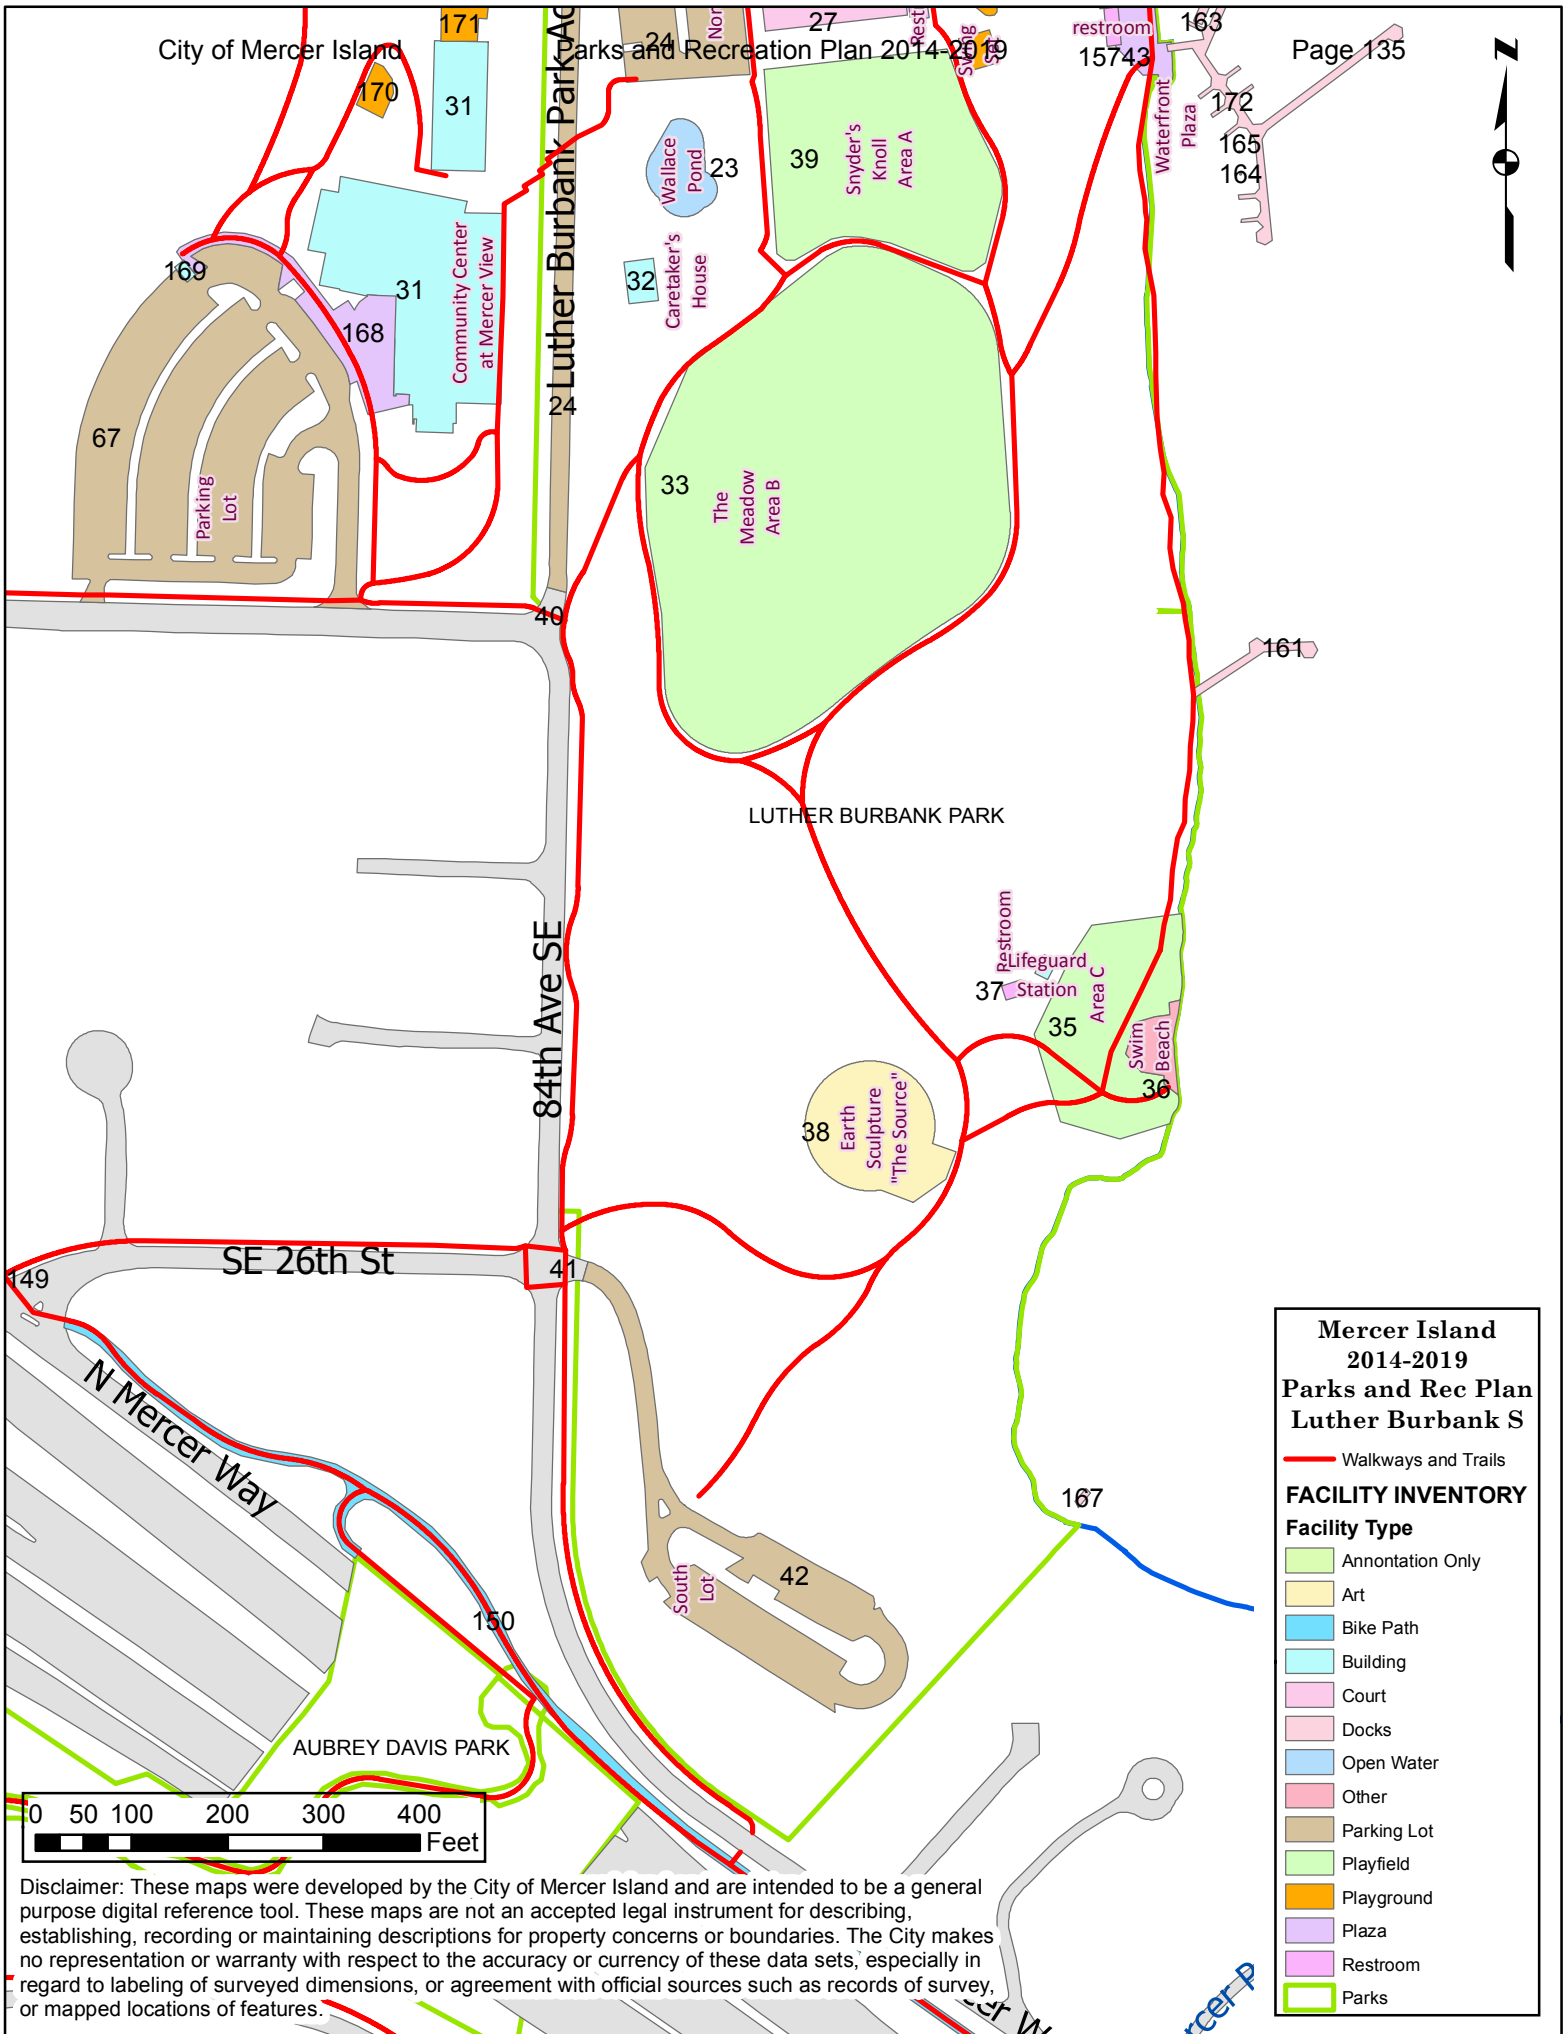 City of Mercer Island
Parks and Recreation Plan 2014-2019
Page 135
171
170
31
24
27
restroom
15743
163
172
165
164
Waterfront
Plaza
Luther Burbank Park Ac
Wallace
Pond
23
39
Snyder's
Knoll
Area A
Swing
Set
Nor
Rest
169
31
168
Community Center
at Mercer View
32
Caretaker's
House
24
67
Parking
Lot
33
The
Meadow
Area B
40
161
LUTHER BURBANK PARK
84th Ave SE
Restroom
Lifeguard
Station
37
35
Area C
Swim
Beach
36
38
Earth
Sculpture
"The Source"
SE 26th St
41
149
N Mercer Way
167
42
South
Lot
150
AUBREY DAVIS PARK
0 50 100 200 300 400
Feet
Mercer Island
2014-2019
Parks and Rec Plan
Luther Burbank S
Walkways and Trails
FACILITY INVENTORY
Facility Type
Annontation Only
Art
Bike Path
Building
Court
Docks
Open Water
Other
Parking Lot
Playfield
Playground
Plaza
Restroom
Parks
Disclaimer: These maps were developed by the City of Mercer Island and are intended to be a general
purpose digital reference tool. These maps are not an accepted legal instrument for describing,
establishing, recording or maintaining descriptions for property concerns or boundaries. The City makes
no representation or warranty with respect to the accuracy or currency of these data sets, especially in
regard to labeling of surveyed dimensions, or agreement with official sources such as records of survey,
or mapped locations of features.
cer W
rcer P